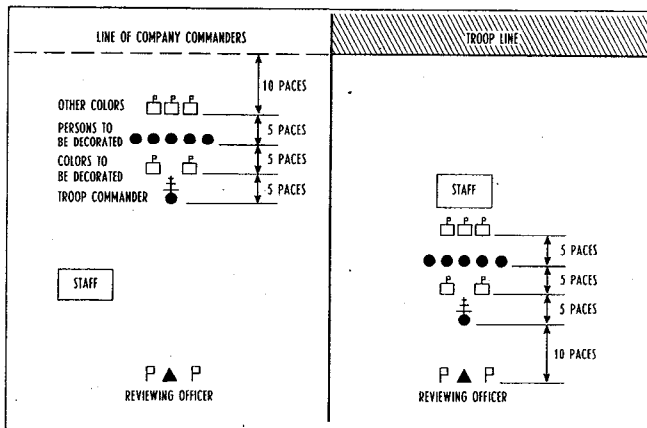 LINE OF COMPANY COMMANDERS
10 PACES
OTHER COLORS
PERSONS TO
BE DECORATED
5 PACES
COLORS TO
BE DECORATED
5 PACES
TROOP COMMANDER
5 PACES
STAFF
REVIEWING OFFICER
TROOP LINE
STAFF
5 PACES
5 PACES
5 PACES
10 PACES
REVIEWING OFFICER